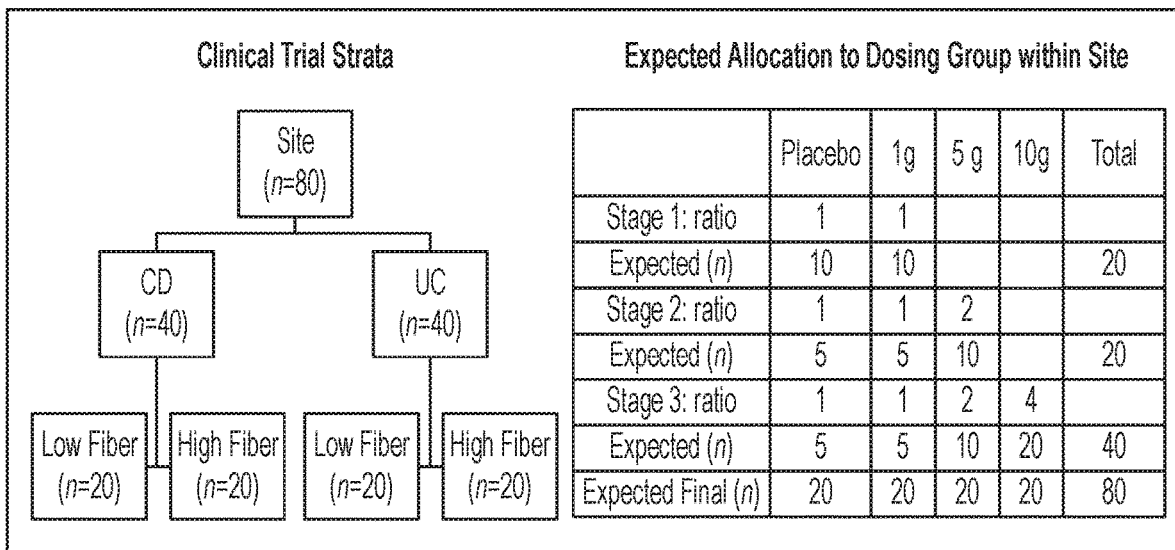 Clinical Trial Strata
Site
(n=80)
CD
(n=40)
UC
(n=40)
Low Fiber
(n=20)
High Fiber
(n=20)
Low Fiber
(n=20)
High Fiber
(n=20)
Expected Allocation to Dosing Group within Site
Placebo 1g 5 g 10g Total
Stage 1: ratio 1 1
Expected (n) 10 10 20
Stage 2: ratio 1 1 2
Expected (n) 5 5 10 20
Stage 3: ratio 1 1 2 4
Expected (n) 5 5 10 20 40
Expected Final (n) 20 20 20 20 80